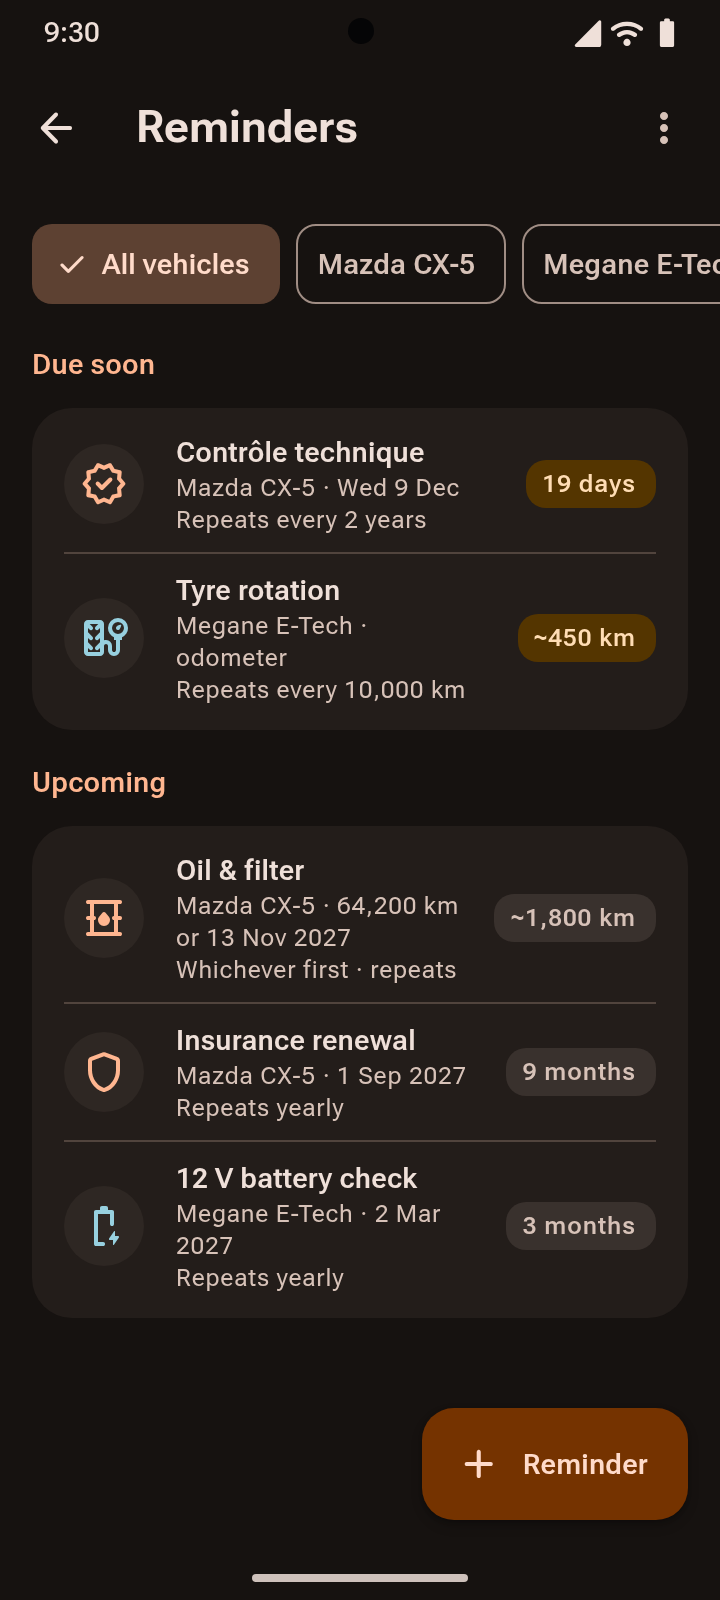 9:30
Reminders
All vehicles
Mazda CX-5
Megane E-Tec
Due soon
Contrôle technique
Mazda CX-5 · Wed 9 Dec
Repeats every 2 years
19 days
Tyre rotation
Megane E-Tech ·
odometer
Repeats every 10,000 km
~450 km
Upcoming
Oil & filter
Mazda CX-5 · 64,200 km
or 13 Nov 2027
Whichever first · repeats
~1,800 km
Insurance renewal
Mazda CX-5 · 1 Sep 2027
Repeats yearly
9 months
12 V battery check
Megane E-Tech · 2 Mar
2027
Repeats yearly
3 months
Reminder